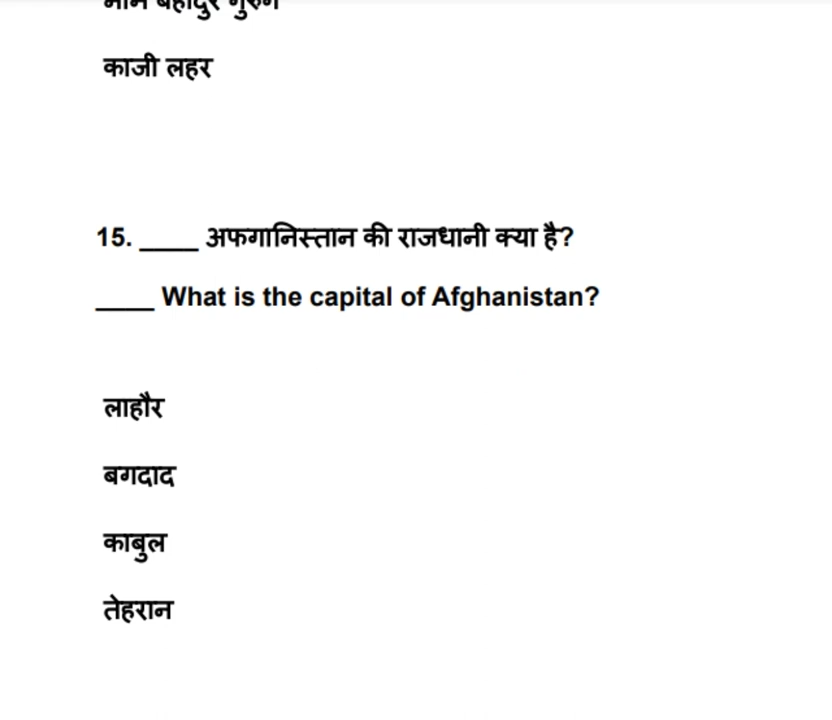 काजी लहर
15. ____ अफगानिस्तान की राजधानी क्या है?
____ What is the capital of Afghanistan?
लाहौर
बगदाद
काबुल
तेहरान